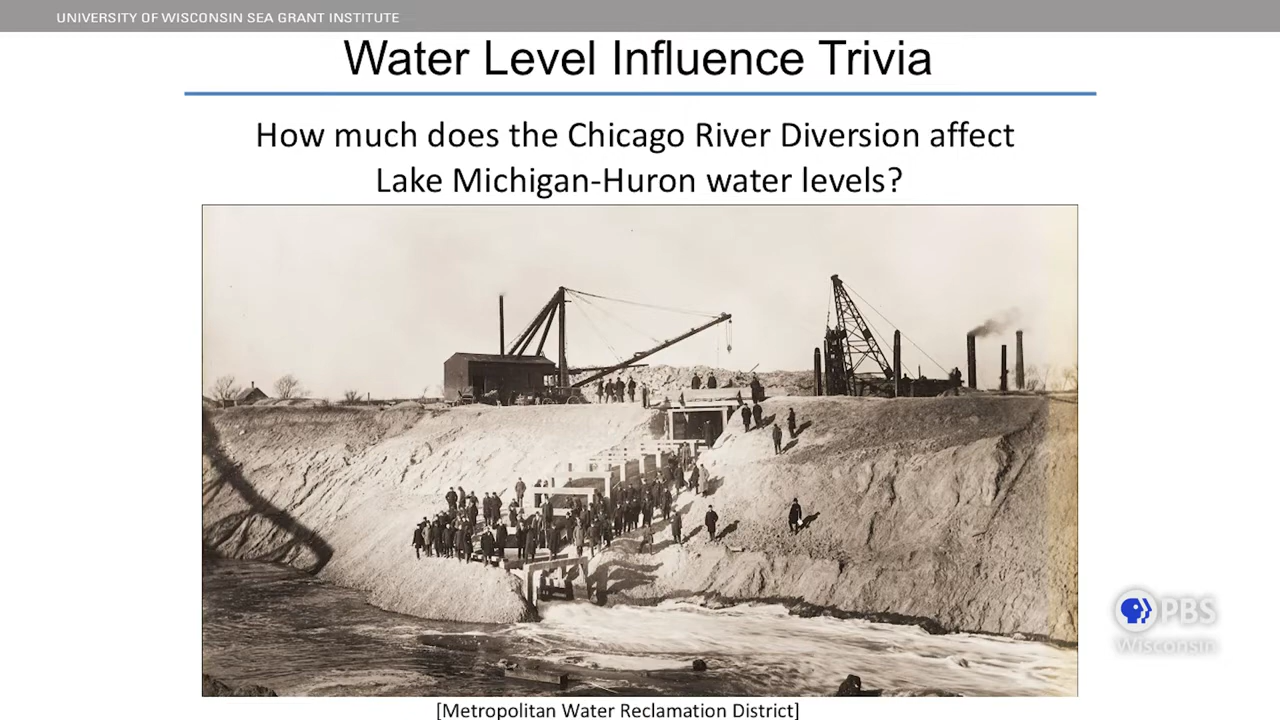 UNIVERSITY OF WISCONSIN SEA GRANT INSTITUTE
Water Level Influence Trivia
How much does the Chicago River Diversion affect
Lake Michigan-Huron water levels?
PBS
Wisconsin
[Metropolitan Water Reclamation District]